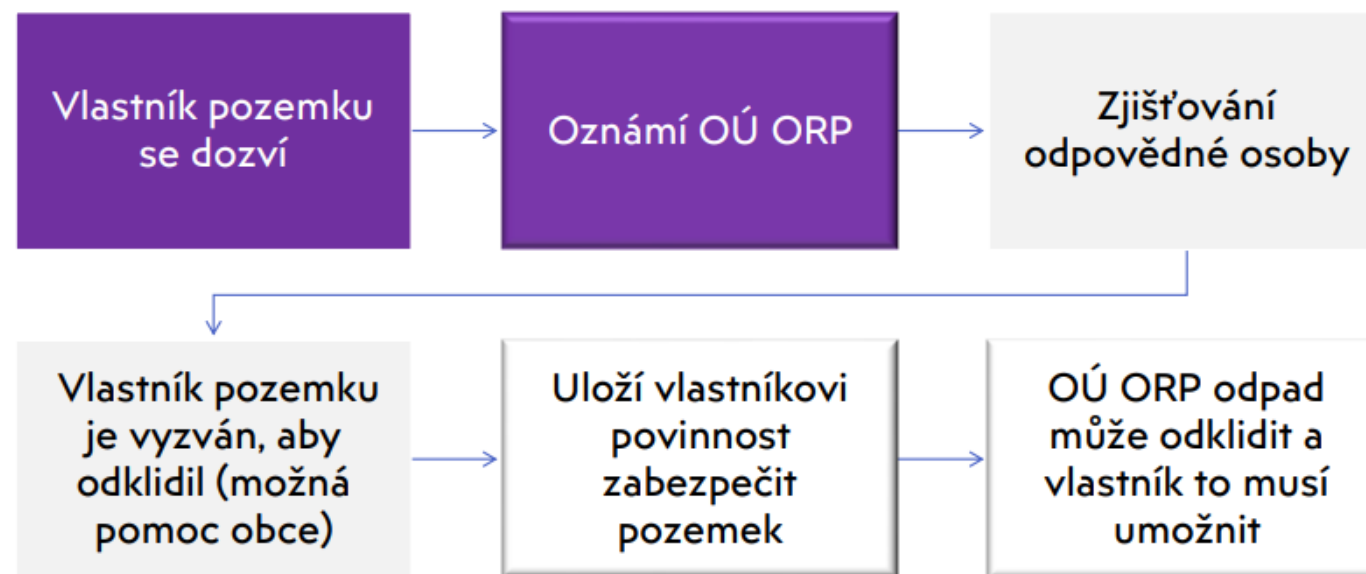 Vlastník pozemku
se dozví
Oznámí OÚ ORP
Zjišťování
odpovědné osoby
Vlastník pozemku
je vyzván, aby
odklidil (možná
pomoc obce)
Uloží vlastníkovi
povinnost
zabezpečit
pozemek
OÚ ORP odpad
může odklidit a
vlastník to musí
umožnit